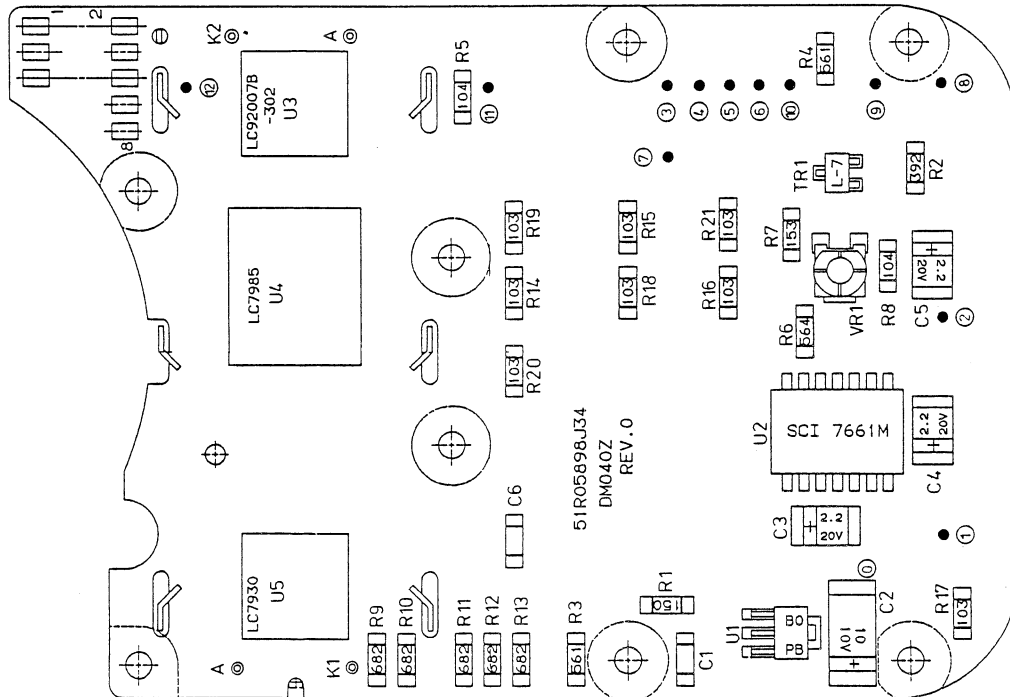 1
2
8
K2
A
12
LC92007B
-302
U3
R5
104
11
R4
561
3
4
5
6
10
9
8
7
TR1
L-7
392
R2
LC7985
U4
103
R19
103
R14
103
R20
103
R15
103
R18
R21
103
R16
103
R7
153
R6
564
VR1
R8
104
2.2
20V
C5
2
51R05898J34
DM040Z
REV.0
U2
SCI 7661M
2.2
20V
C4
C3
2.2
20V
1
C6
LC7930
U5
A
K1
R9
682
R10
682
R11
682
R12
682
R13
682
R3
561
R1
150
C1
U1
BO
PB
0
10
10V
C2
R17
103